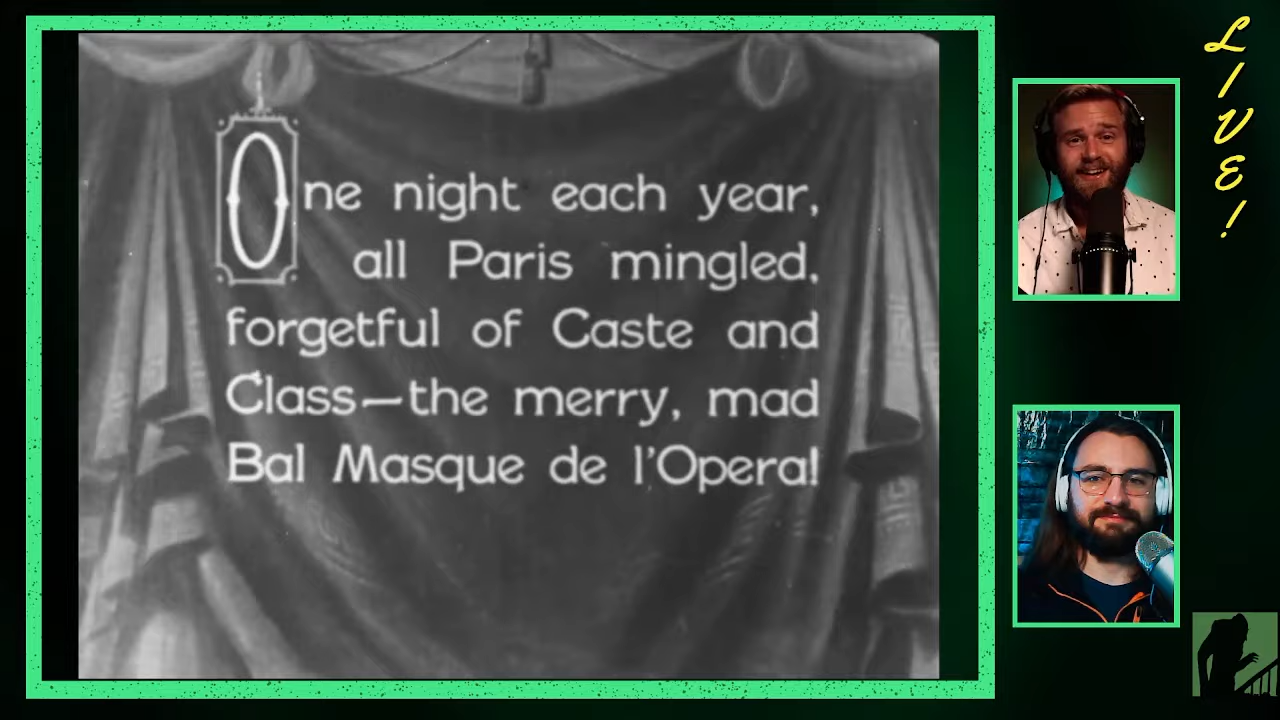 One night each year,
all Paris mingled,
forgetful of Caste and
Class—the merry, mad
Bal Masque de l'Opera!
LIVE!